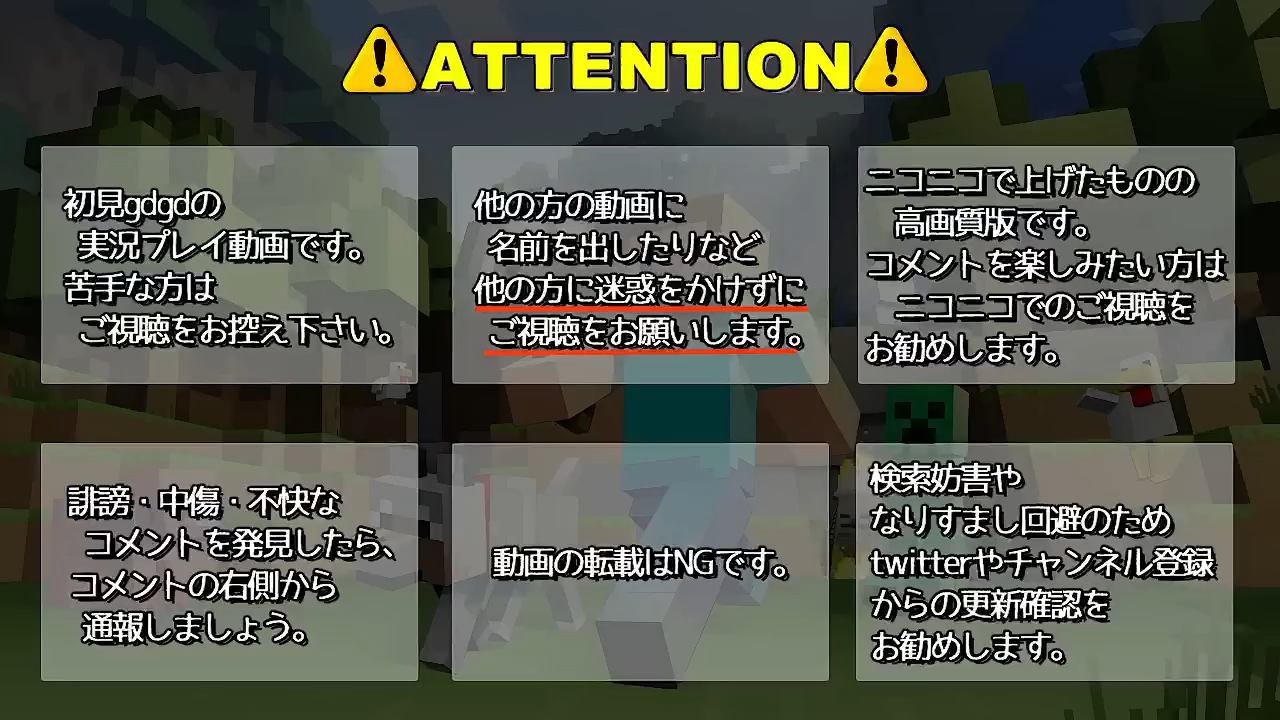 ⚠ATTENTION⚠
初見gdgdの
実況プレイ動画です。
苦手な方は
ご視聴をお控え下さい。
他の方の動画に
名前を出したりなど
他の方に迷惑をかけずに
ご視聴をお願いします。
ニコニコで上げたものの
高画質版です。
コメントを楽しみたい方は
ニコニコでのご視聴を
お勧めします。
誹謗・中傷・不快な
コメントを発見したら、
コメントの右側から
通報しましょう。
動画の転載はNGです。
検索妨害や
なりすまし回避のため
twitterやチャンネル登録
からの更新確認を
お勧めします。